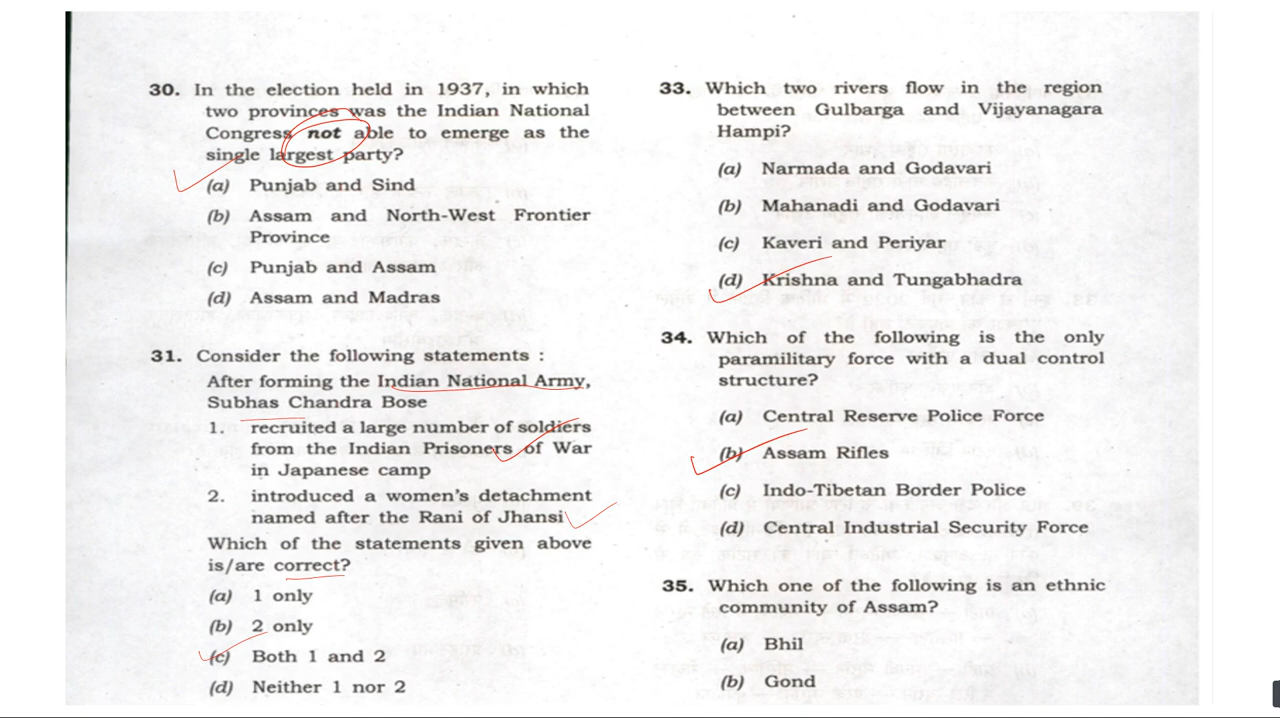 30. In the election held in 1937, in which
two provinces was the Indian National
Congress not able to emerge as the
single largest party?
(a) Punjab and Sind
(b) Assam and North-West Frontier
Province
(c) Punjab and Assam
(d) Assam and Madras
31. Consider the following statements :
After forming the Indian National Army,
Subhas Chandra Bose
1. recruited a large number of soldiers
from the Indian Prisoners of War
in Japanese camp
2. introduced a women's detachment
named after the Rani of Jhansi
Which of the statements given above
is/are correct?
(a) 1 only
(b) 2 only
(c) Both 1 and 2
(d) Neither 1 nor 2
33. Which two rivers flow in the region
between Gulbarga and Vijayanagara
Hampi?
(a) Narmada and Godavari
(b) Mahanadi and Godavari
(c) Kaveri and Periyar
(d) Krishna and Tungabhadra
34. Which of the following is the only
paramilitary force with a dual control
structure?
(a) Central Reserve Police Force
(b) Assam Rifles
(c) Indo-Tibetan Border Police
(d) Central Industrial Security Force
35. Which one of the following is an ethnic
community of Assam?
(a) Bhil
(b) Gond